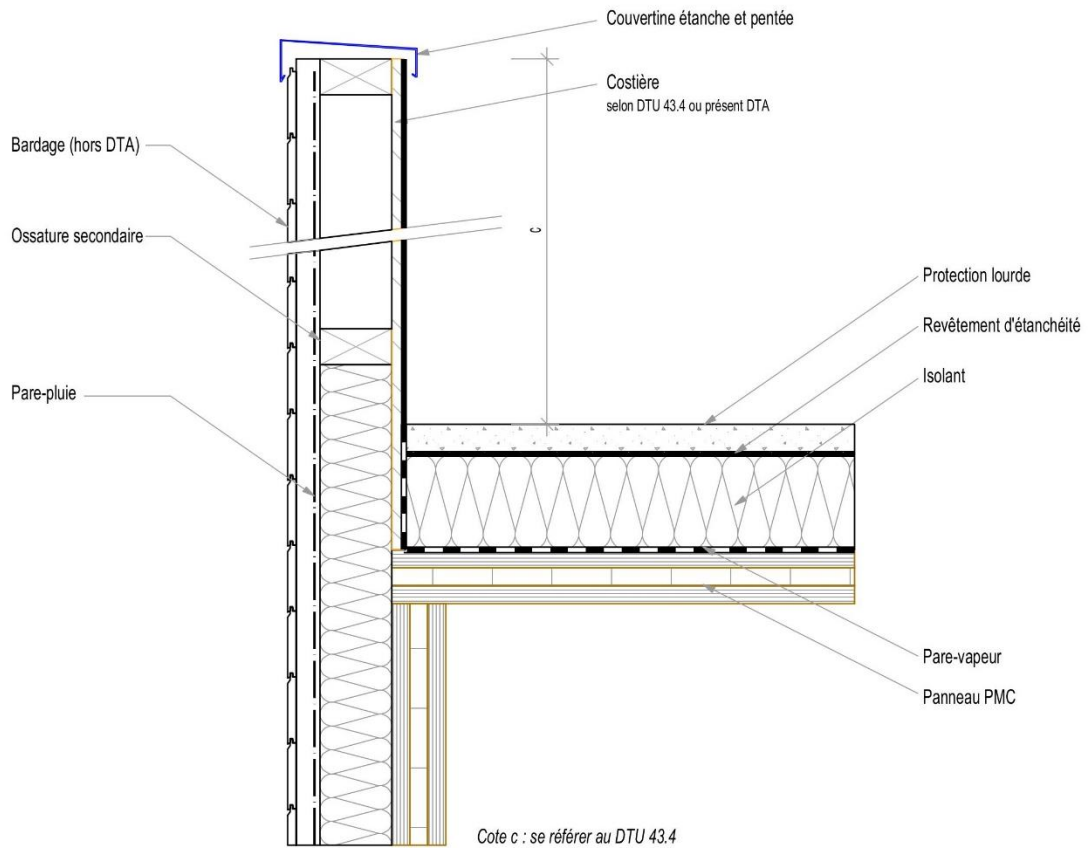 Couvertine étanche et pentée
Costière
selon DTU 43.4 ou présent DTA
Bardage (hors DTA)
Ossature secondaire
c
Protection lourde
Revêtement d'étanchéité
Isolant
Pare-pluie
Pare-vapeur
Panneau PMC
Cote c : se référer au DTU 43.4